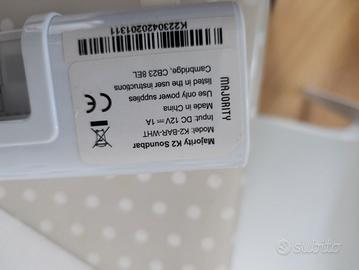 MAJORITY
Majority K2 Soundbar
Model: K2-BAR-WHT
Input: DC 12V⎓1A
Made in China
Use only power supplies
listed in the user instructions
Cambridge, CB23 8EL
K2230420201311
subito